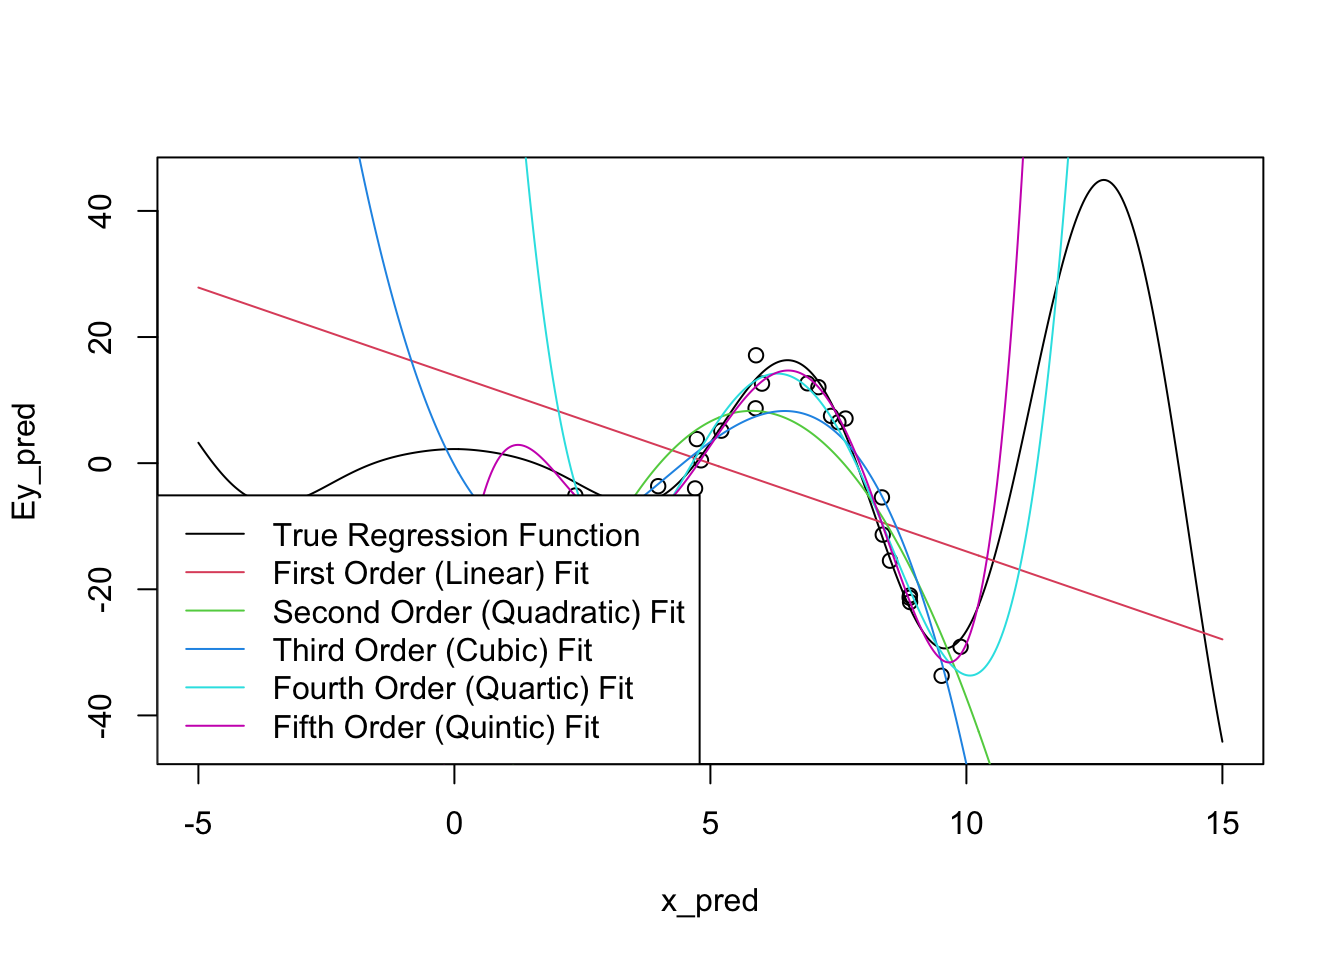 Ey_pred
40
20
0
-20
-40
True Regression Function
First Order (Linear) Fit
Second Order (Quadratic) Fit
Third Order (Cubic) Fit
Fourth Order (Quartic) Fit
Fifth Order (Quintic) Fit
-5 0 5 10 15
x_pred